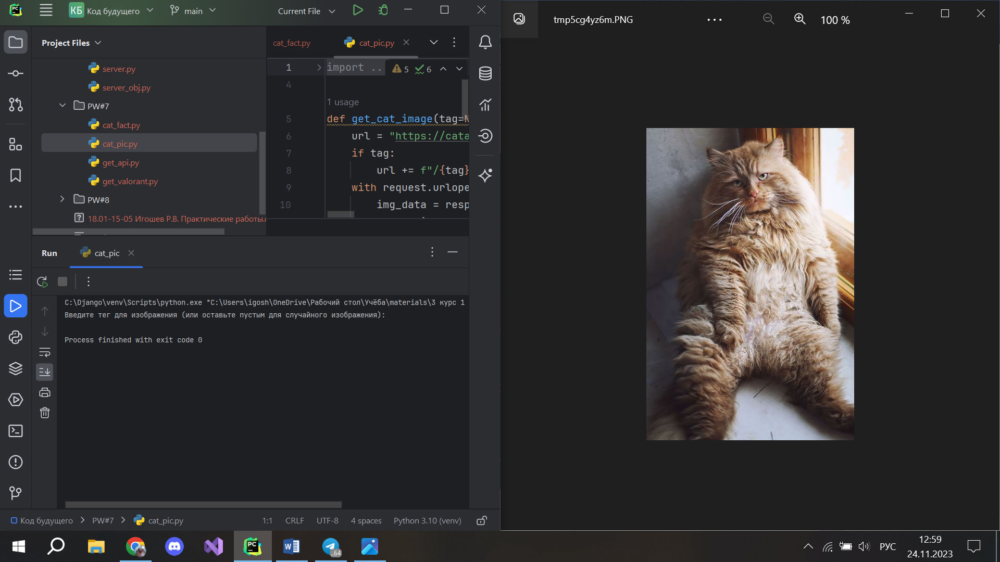 PC
КБ Код будущего
main
Current File
Project Files
server.py
server_obj.py
PW#7
cat_fact.py
cat_pic.py
get_api.py
get_valorant.py
PW#8
18.01-15-05 Игошев Р.В. Практические работы.
cat_fact.py
cat_pic.py
1
import ..
5
6
4
1 usage
5
def get_cat_image(tag=N
6
url = "https://cata
7
if tag:
8
url += f"/{tag}
9
with request.urlope
10
img_data = resp
Run
cat_pic
C:\Django\venv\Scripts\python.exe "C:\Users\igosh\OneDrive\Рабочий стол\Учёба\materials\3 курс 1
Введите тег для изображения (или оставьте пустым для случайного изображения):
Process finished with exit code 0
Код будущего
PW#7
cat_pic.py
1:1
CRLF
UTF-8
4 spaces
Python 3.10 (venv)
tmp5cg4yz6m.PNG
100 %
PC
W
..64
РУС
12:59
24.11.2023